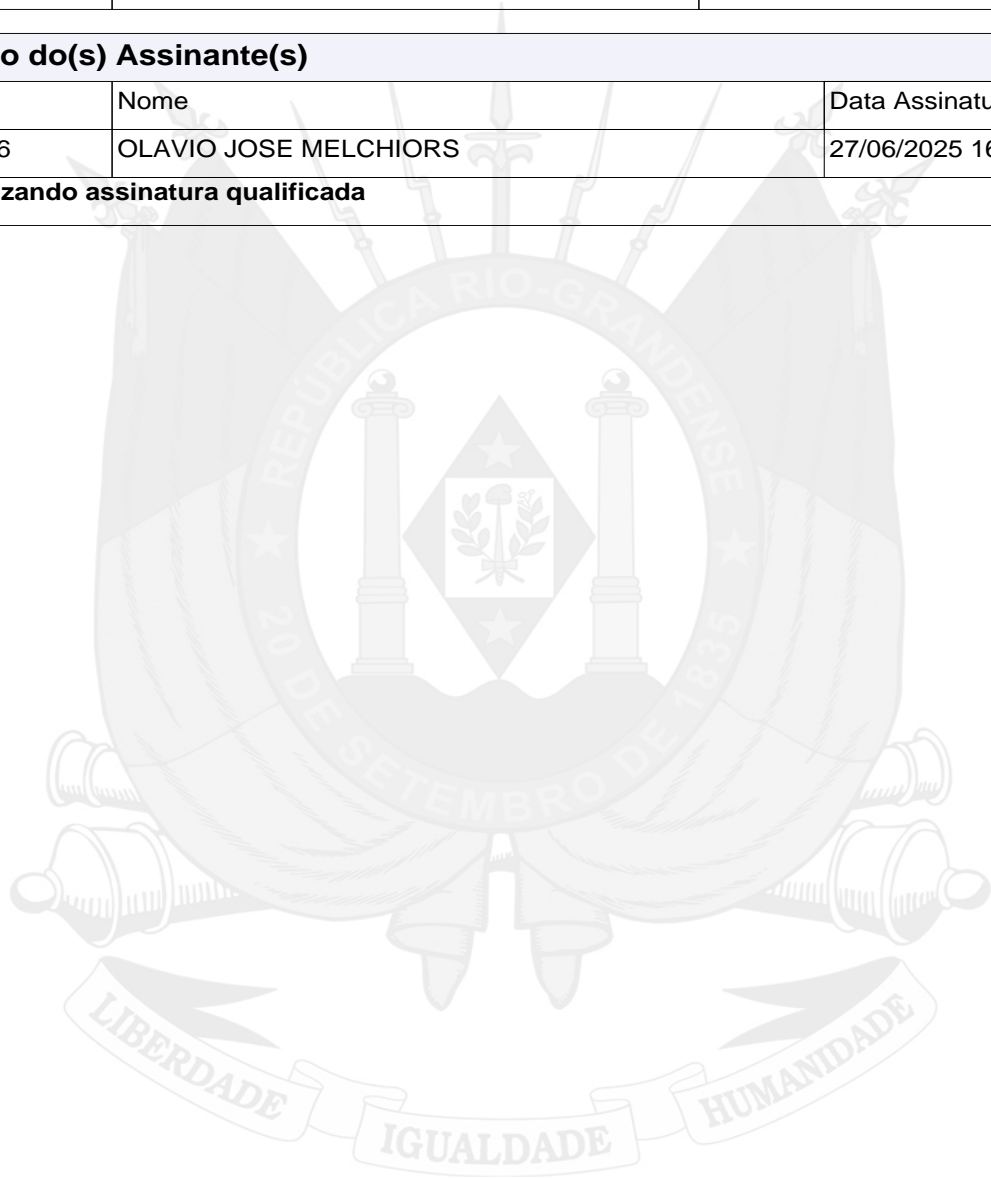 o do(s) Assinante(s)
Nome Data Assinatu
6 OLAVIO JOSE MELCHIORS 27/06/2025 16
zando assinatura qualificada
REPÚBLICA RIO-GRANDENSE
20 DE SETEMBRO DE 1835
LIBERDADE IGUALDADE HUMANIDADE